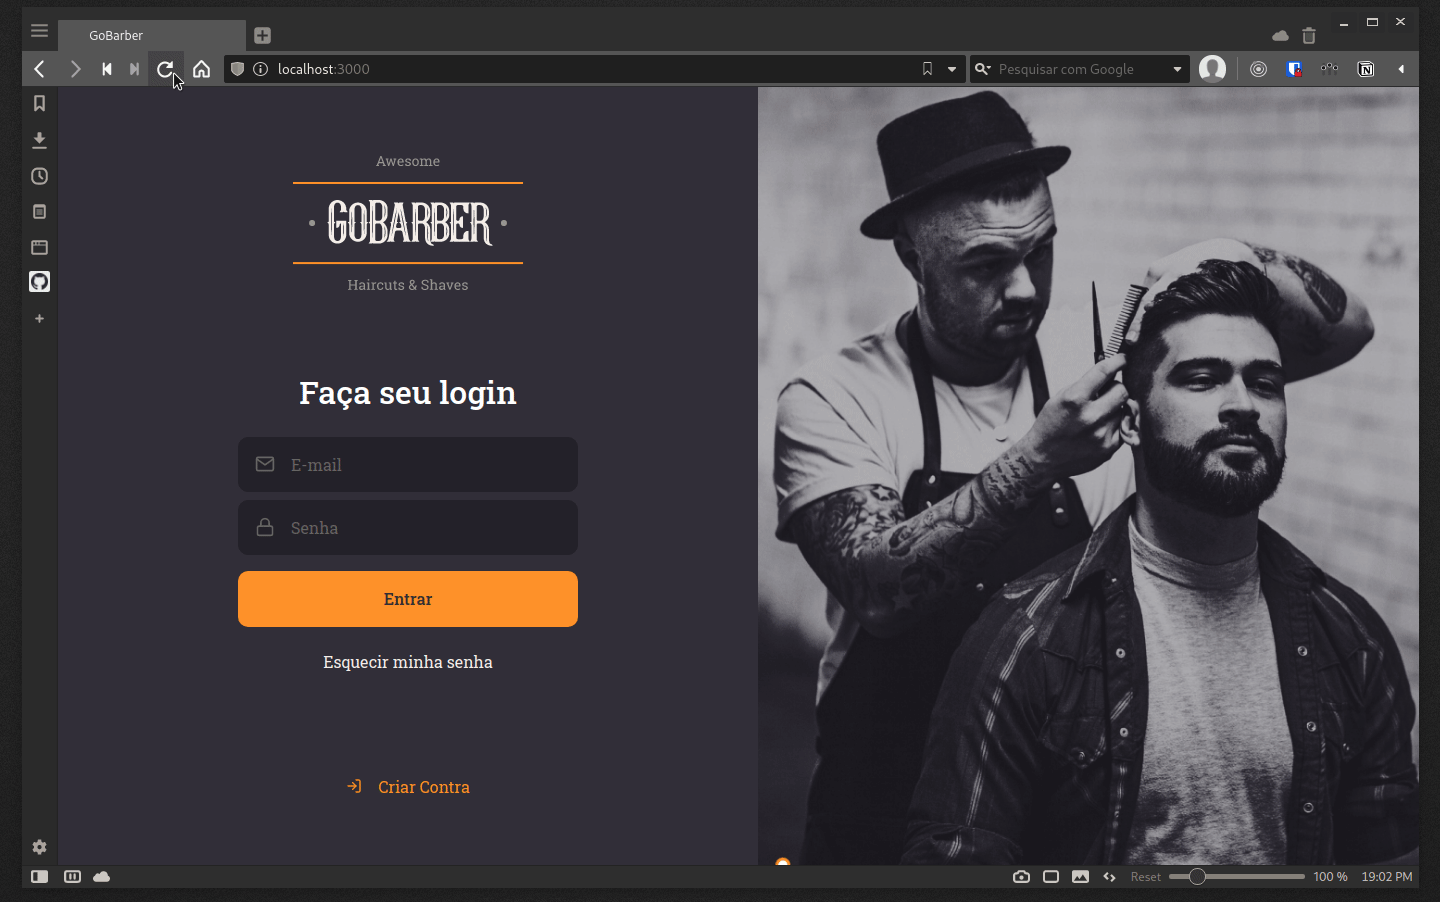 GoBarber
localhost:3000
Pesquisar com Google
Awesome
GOBARBER
Haircuts & Shaves
Faça seu login
E-mail
Senha
Entrar
Esquecir minha senha
Criar Contra
Reset
100 %
19:02 PM